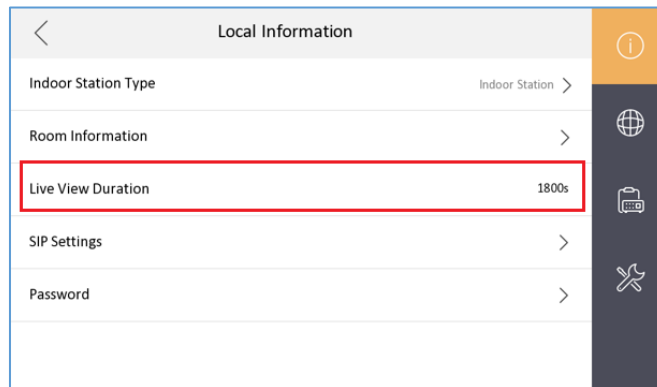 Local Information
Indoor Station Type Indoor Station
Room Information
Live View Duration 1800s
SIP Settings
Password